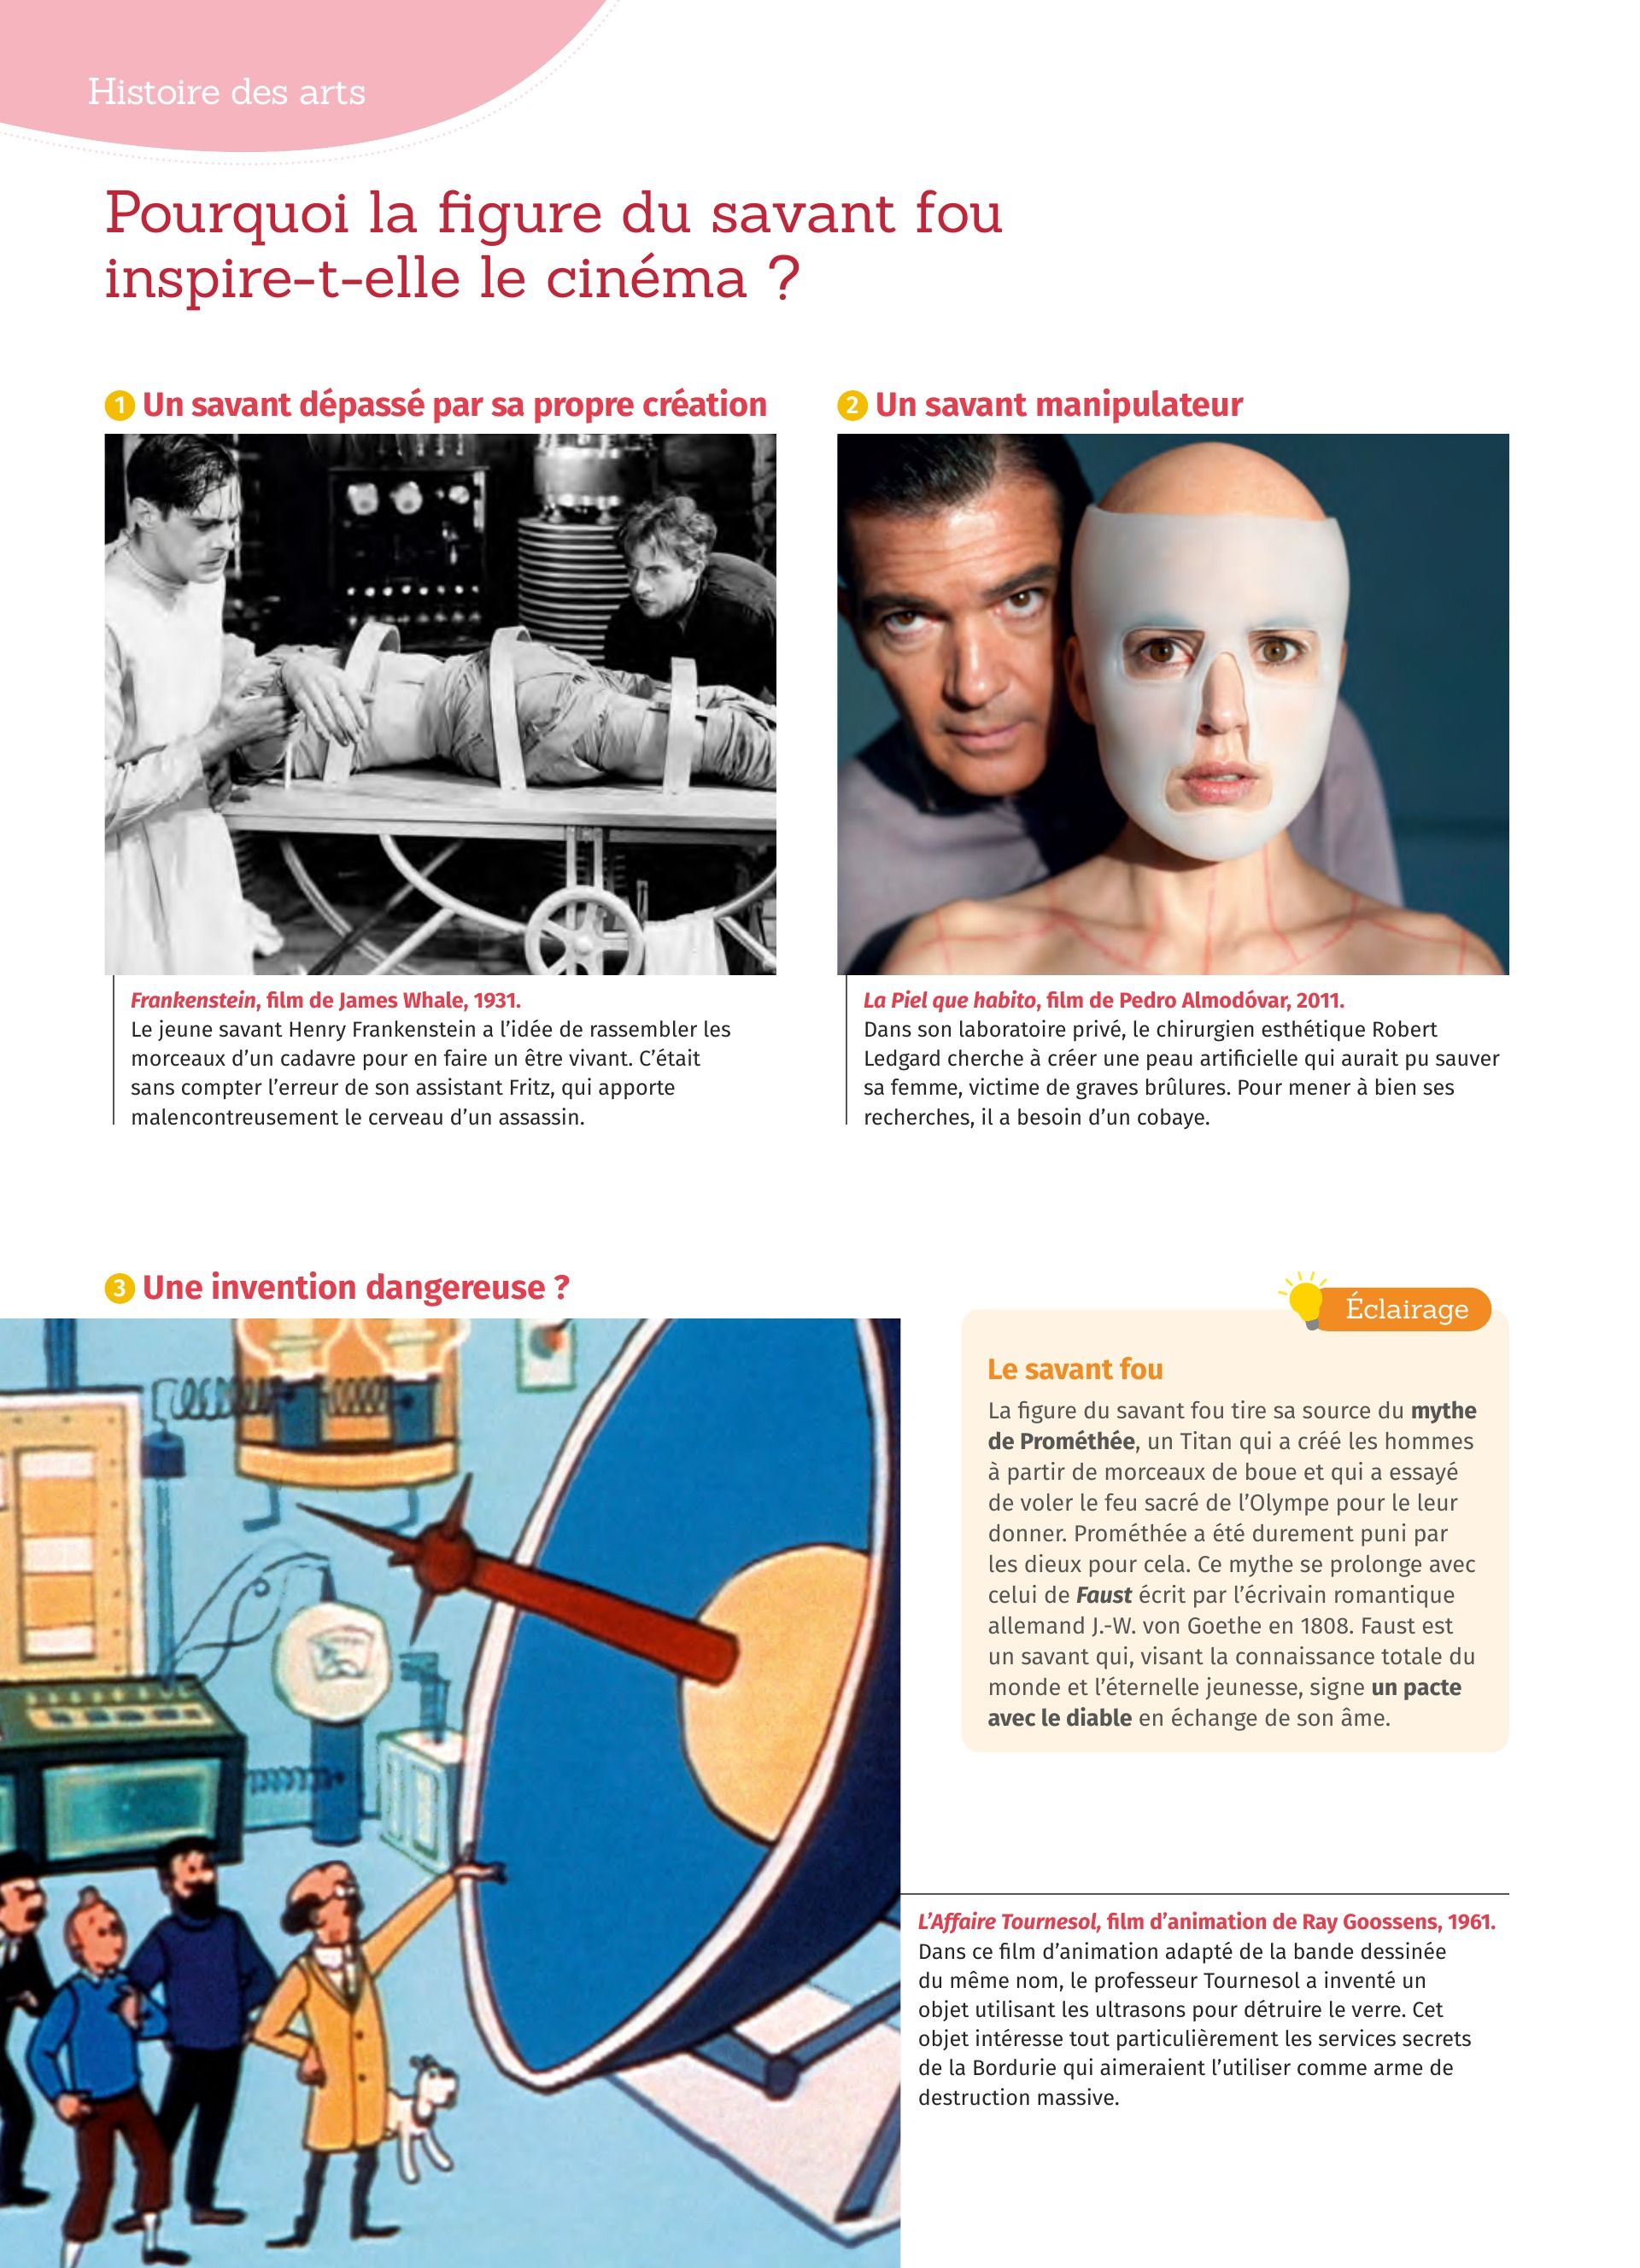 Histoire des arts
Pourquoi la figure du savant fou
inspire-t-elle le cinéma ?
1 Un savant dépassé par sa propre création
Frankenstein, film de James Whale, 1931.
Le jeune savant Henry Frankenstein a l'idée de rassembler les
morceaux d'un cadavre pour en faire un être vivant. C'était
sans compter l'erreur de son assistant Fritz, qui apporte
malencontreusement le cerveau d'un assassin.
2 Un savant manipulateur
La Piel que habito, film de Pedro Almodóvar, 2011.
Dans son laboratoire privé, le chirurgien esthétique Robert
Ledgard cherche à créer une peau artificielle qui aurait pu sauver
sa femme, victime de graves brûlures. Pour mener à bien ses
recherches, il a besoin d'un cobaye.
3 Une invention dangereuse ?
Éclairage
Le savant fou
La figure du savant fou tire sa source du mythe
de Prométhée, un Titan qui a créé les hommes
à partir de morceaux de boue et qui a essayé
de voler le feu sacré de l'Olympe pour le leur
donner. Prométhée a été durement puni par
les dieux pour cela. Ce mythe se prolonge avec
celui de Faust écrit par l'écrivain romantique
allemand J.-W. von Goethe en 1808. Faust est
un savant qui, visant la connaissance totale du
monde et l'éternelle jeunesse, signe un pacte
avec le diable en échange de son âme.
L'Affaire Tournesol, film d'animation de Ray Goossens, 1961.
Dans ce film d'animation adapté de la bande dessinée
du même nom, le professeur Tournesol a inventé un
objet utilisant les ultrasons pour détruire le verre. Cet
objet intéresse tout particulièrement les services secrets
de la Bordurie qui aimeraient l'utiliser comme arme de
destruction massive.